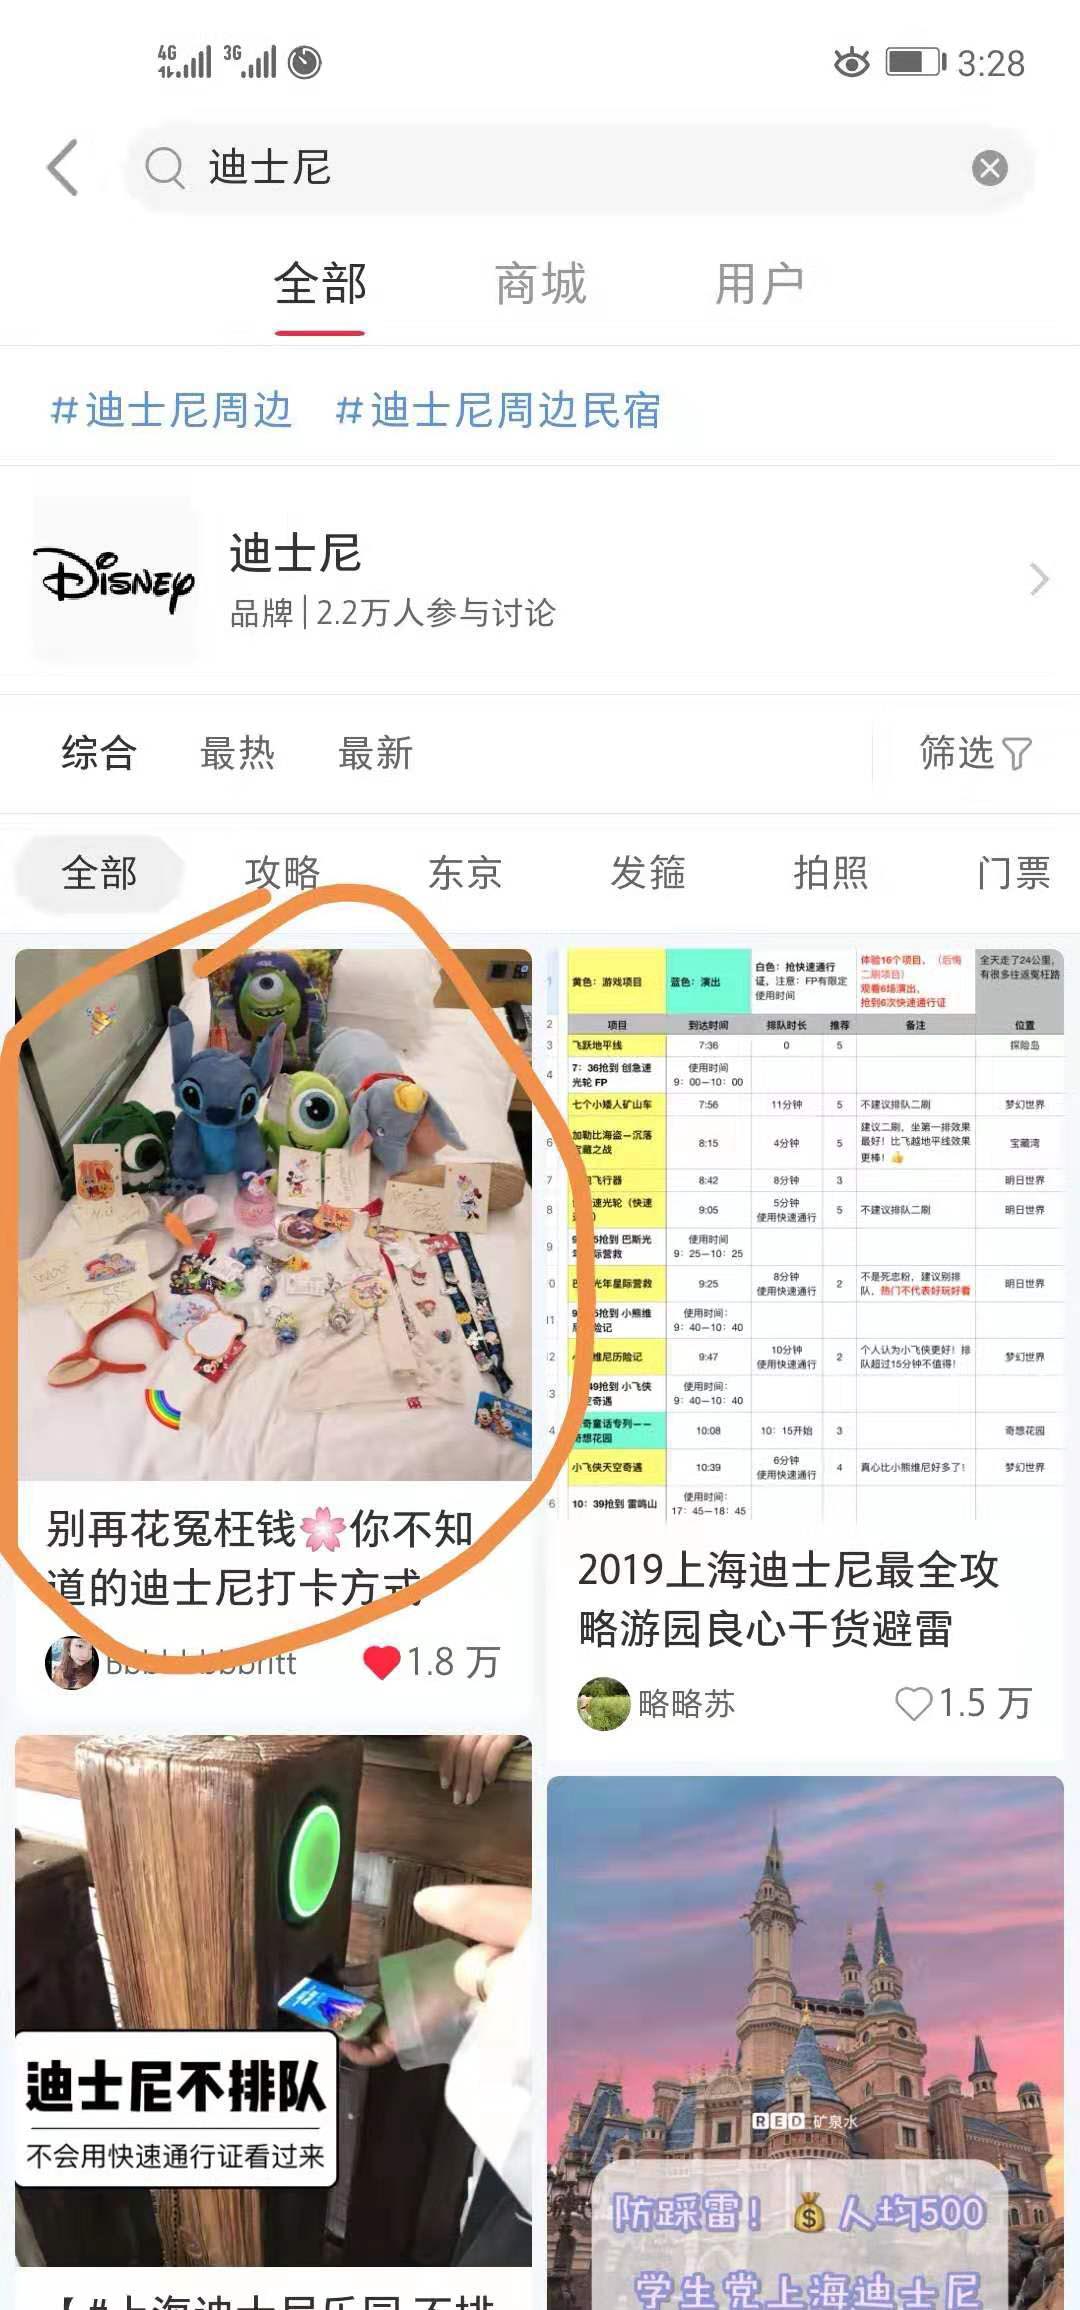 4G 3G 3:28
迪士尼
全部 商城 用户
#迪士尼周边 #迪士尼周边民宿
Disney
迪士尼
品牌|2.2万人参与讨论
综合 最热 最新 筛选
全部 攻略 东京 发箍 拍照 门票
别再花冤枉钱🌸你不知
道的迪士尼打卡方式
1.8 万
1 黄色：游戏项目 蓝色：演出 白色：抢快速通行证，注意：FP有限定使用时间 体验16个项目，（后悔二刷项目）观看6场演出，抢到6次快速通行证 全天走了24公里，有很多往返冤枉路
2 项目 到达时间 排队时长 推荐 备注 位置
3 飞跃地平线 7:36 0 5 探险岛
4 7：36抢到 创急速光轮 FP 使用时间 9：00—10：00
七个小矮人矿山车 7:56 11分钟 5 不建议排队二刷 梦幻世界
6 加勒比海盗—沉落宝藏之战 8:15 4分钟 5 建议二刷，坐第一排效果最好！比飞越地平线效果更棒！👍 宝藏湾
7 飞行器 8:42 8分钟 3 明日世界
8 速光轮（快速 9:05 5分钟 使用快速通行 5 不建议排队二刷 明日世界
9 5抢到 巴斯光年 际营救 使用时间 9：25—10：25
0 光年星际营救 9:25 8分钟 使用快速通行 2 不是死忠粉，建议别排队，热门不代表好玩好看 明日世界
11 5抢到 小熊维 险记 使用时间： 9：40—10：40
2 维尼历险记 9:47 10分钟 使用快速通行 2 个人认为小飞侠更好！排队超过15分钟不值得！ 梦幻世界
3 49抢到 小飞侠 空奇遇 使用时间： 9：40—10：40
4 奇童话专列——奇想花园 10:08 10：15开始 3 奇想花园
小飞侠天空奇遇 10:39 6分钟 使用快速通行 4 真心比小熊维尼好多了！ 梦幻世界
6 10：39抢到 雷鸣山 使用时间： 17：45—18：45
2019上海迪士尼最全攻
略游园良心干货避雷
略略苏 1.5 万
迪士尼不排队
不会用快速通行证看过来
【#上海迪士尼乐园 不排
RED 矿泉水
防踩雷！💰人均500
学生党上海迪士尼